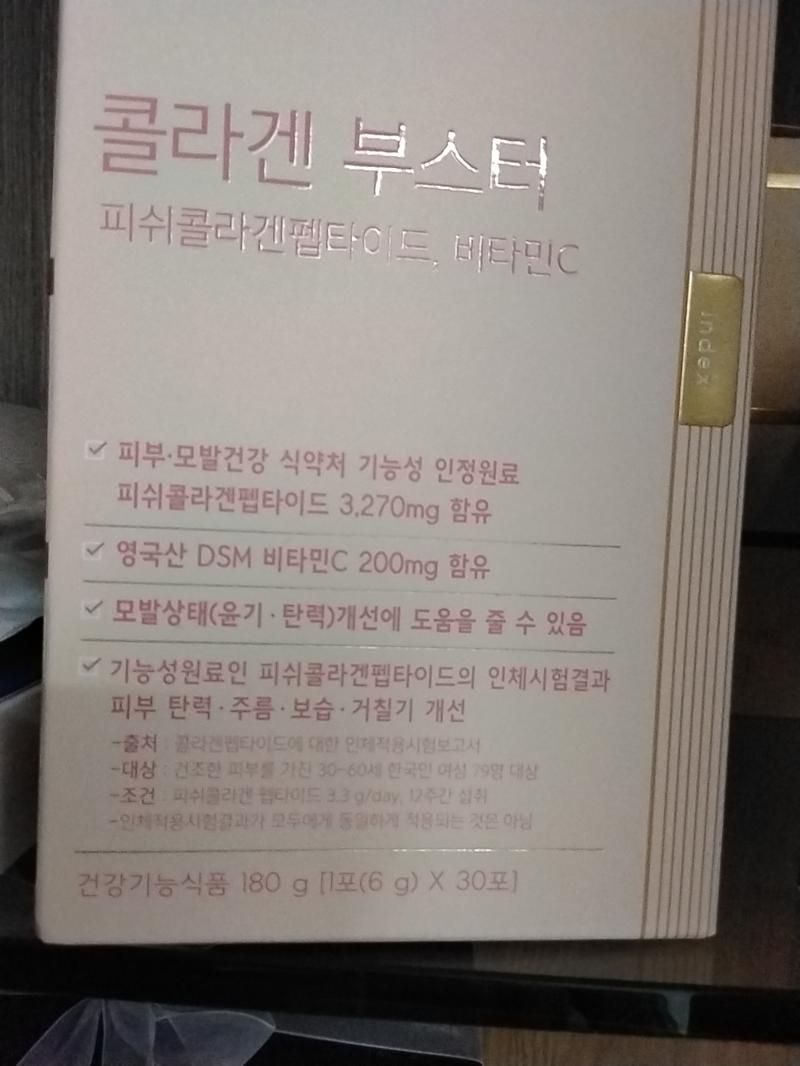 콜라겐 부스터
피쉬콜라겐펩타이드, 비타민C
index
피부·모발건강 식약처 기능성 인정원료
피쉬콜라겐펩타이드 3,270mg 함유
영국산 DSM 비타민C 200mg 함유
모발상태(윤기·탄력)개선에 도움을 줄 수 있음
기능성원료인 피쉬콜라겐펩타이드의 인체시험결과
피부 탄력·주름·보습·거칠기 개선
-출처 : 콜라겐펩타이드에 대한 인체적용시험보고서
-대상 : 건조한 피부를 가진 30-60세 한국인 여성 79명 대상
-조건 : 피쉬콜라겐 펩타이드 3.3 g/day, 12주간 섭취
-인체적용시험결과가 모두에게 동일하게 적용되는 것은 아님
건강기능식품 180 g [1포(6 g) X 30포]